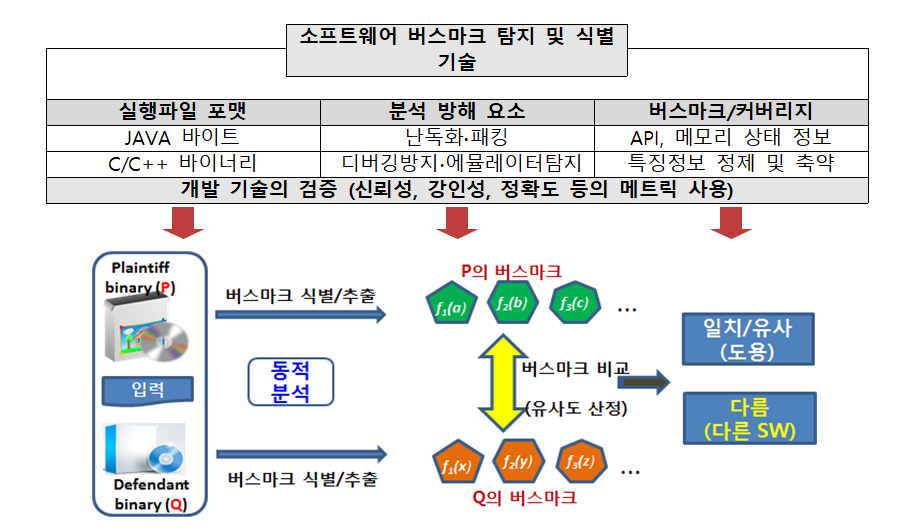 소프트웨어 버스마크 탐지 및 식별
기술
실행파일 포맷
분석 방해 요소
버스마크/커버리지
JAVA 바이트
난독화·패킹
API, 메모리 상태 정보
C/C++ 바이너리
디버깅방지·에뮬레이터탐지
특징정보 정제 및 축약
개발 기술의 검증 (신뢰성, 강인성, 정확도 등의 메트릭 사용)
Plaintiff
binary (P)
입력
Defendant
binary (Q)
버스마크 식별/추출
동적
분석
버스마크 식별/추출
P의 버스마크
f1(a)
f2(b)
f3(c)
...
버스마크 비교
(유사도 산정)
f1(x)
f2(y)
f3(z)
...
Q의 버스마크
일치/유사
(도용)
다름
(다른 SW)